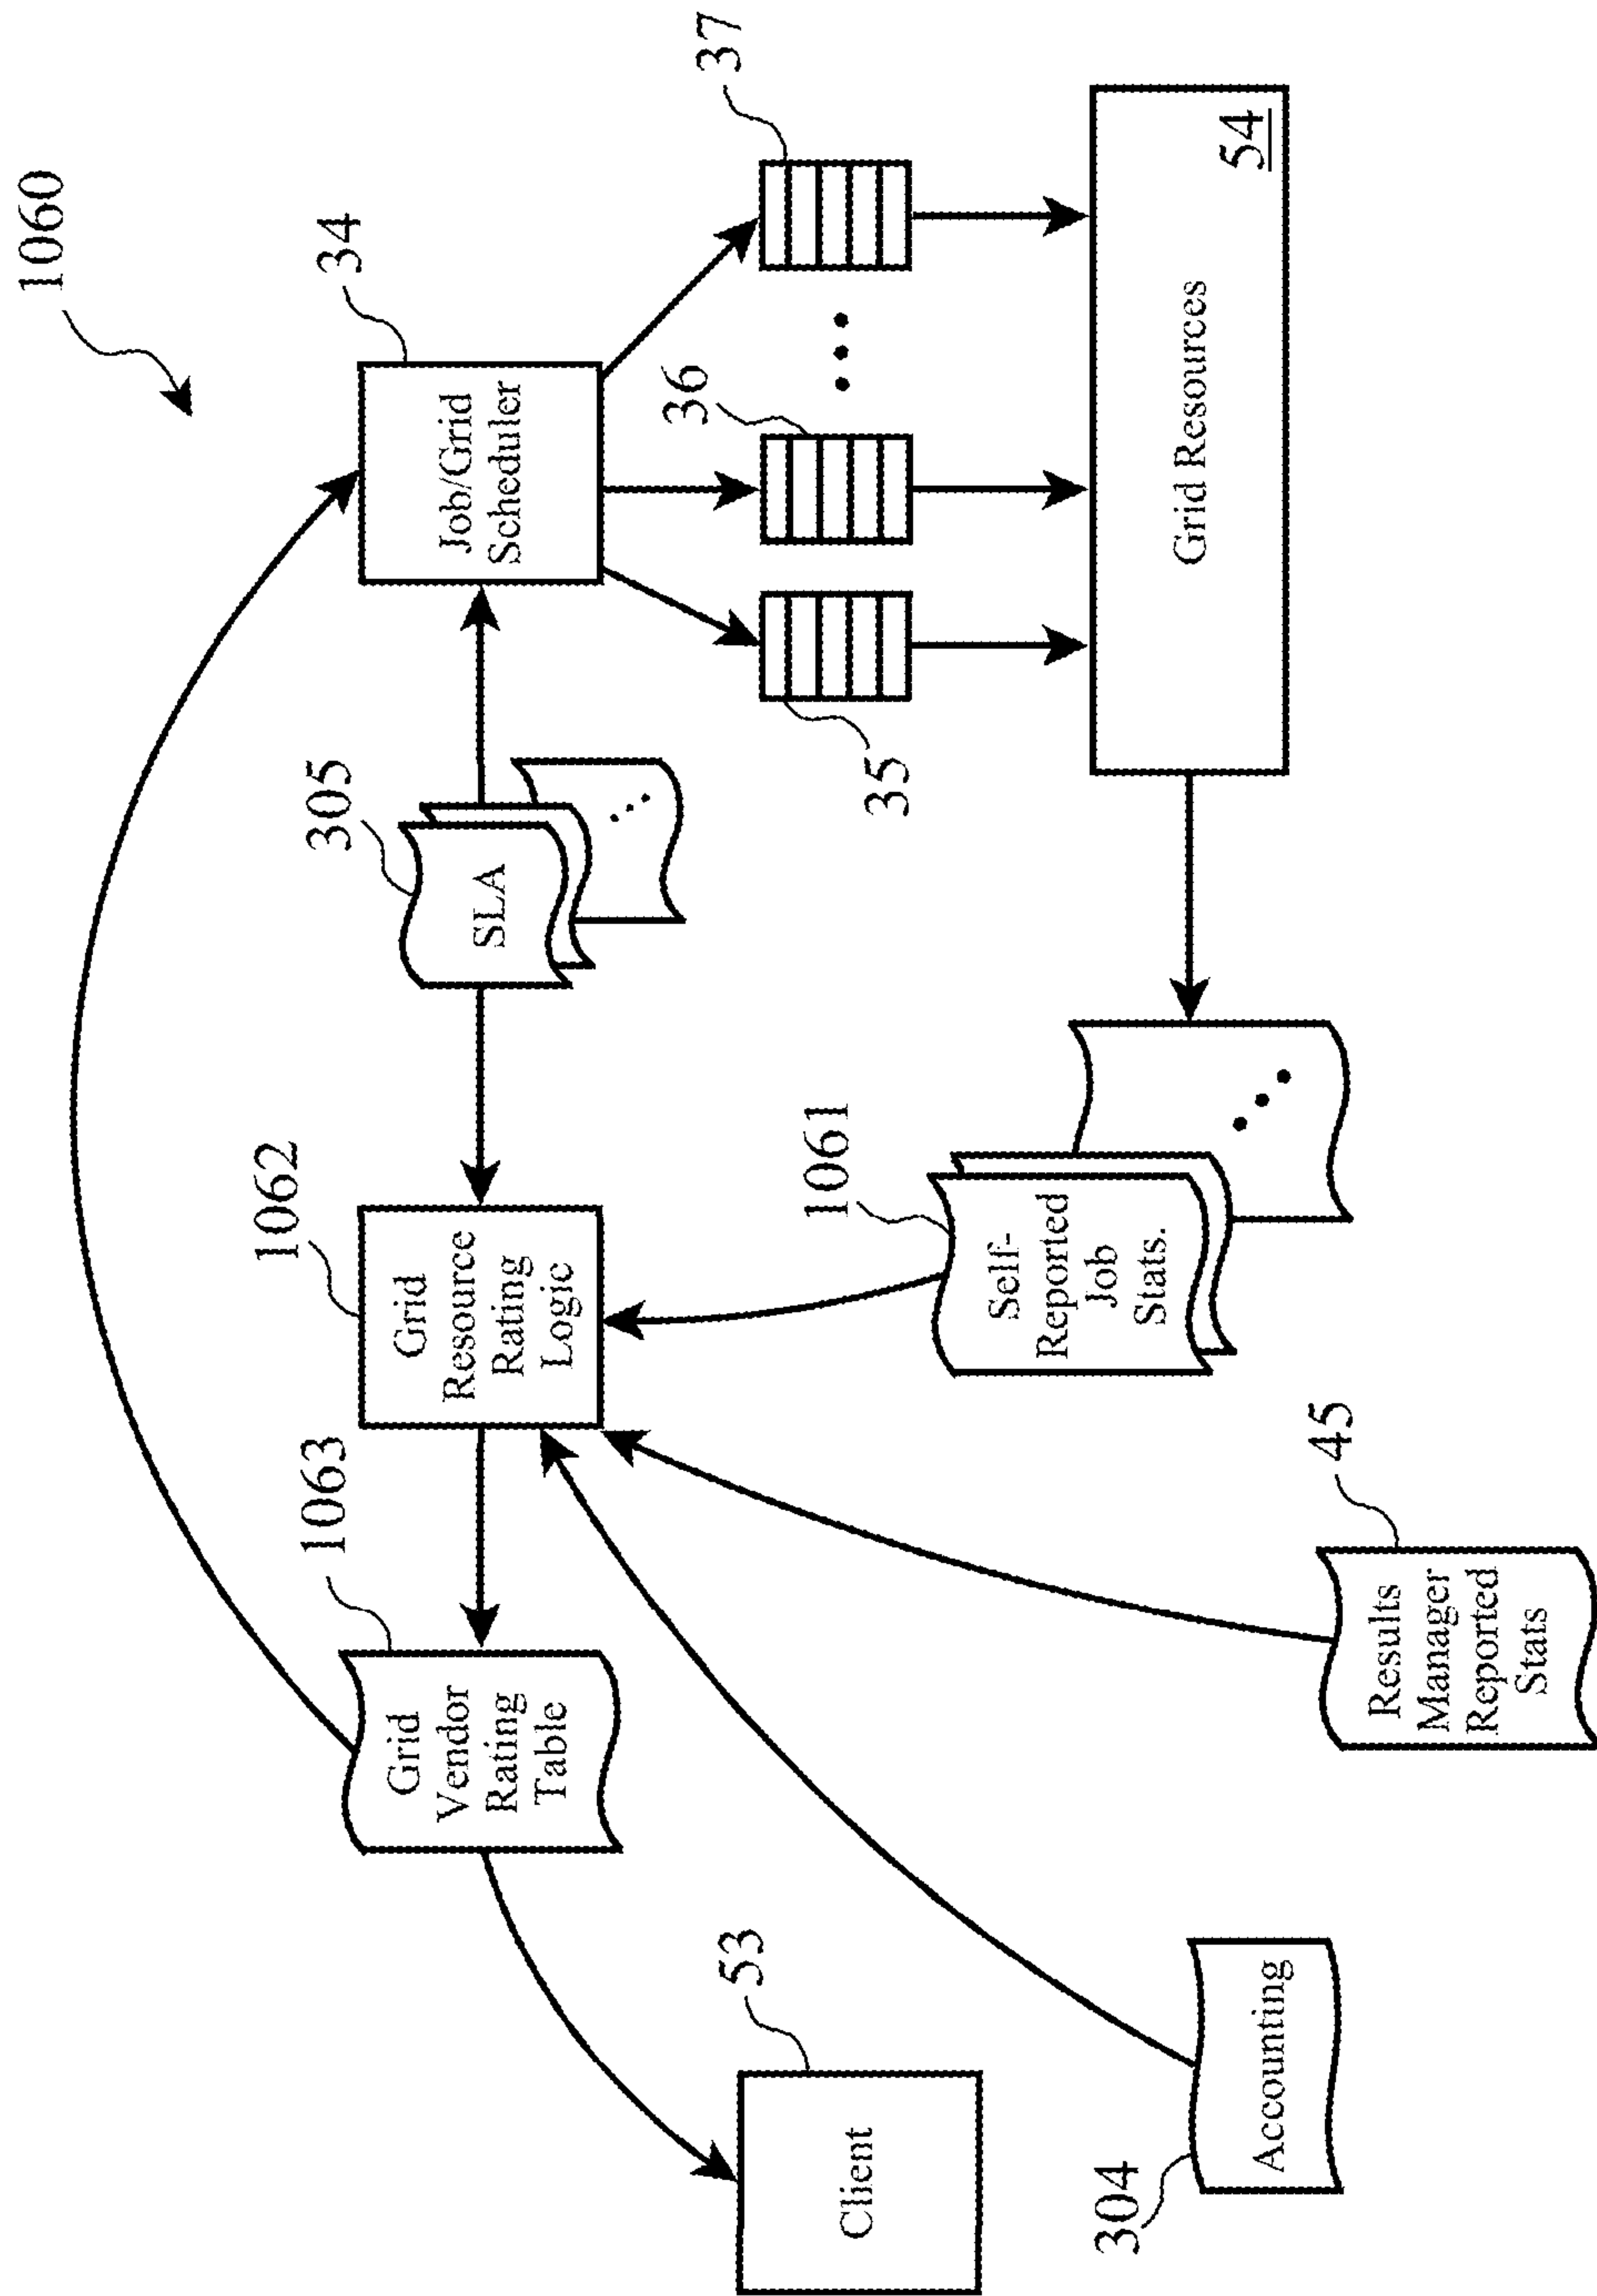 1060
34
Job/Grid
Scheduler
37
36
35
Grid Resources
54
305
SLA
1062
Grid
Resource
Rating
Logic
1061
Self-
Reported
Job
Stats.
1063
Grid
Vendor
Rating
Table
45
Results
Manager
Reported
Stats
53
Client
304
Accounting